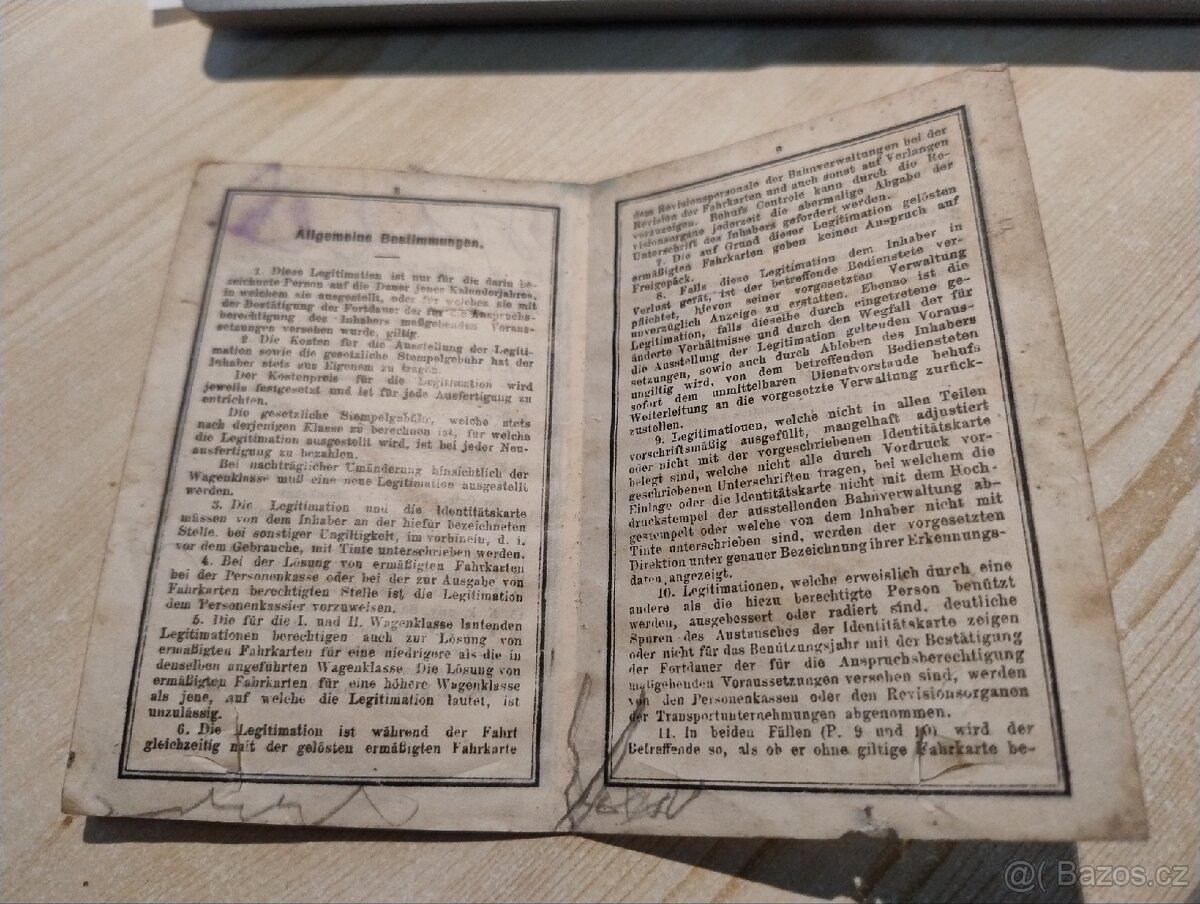 8
Allgemeine Bestimmungen.
1. Diese Legitimation ist nur für die darin be-
zeichnete Person auf die Dauer jenes Kalenderjahres,
in welchem sie ausgestellt, oder für welches sie mit
der Bestätigung der Fortdauer der für die Anspruchs-
berechtigung des Inhabers maßgebenden Voraus-
setzungen versehen wurde, giltig.
2. Die Kosten für die Ausstellung der Legiti-
mation sowie die gesetzliche Stempelgebühr hat der
Inhaber stets aus Eigenem zu tragen.
Der Kostenpreis für die Legitimation wird
jeweils festgesetzt und ist für jede Ausfertigung zu
entrichten.
Die gesetzliche Stempelgebühr, welche stets
nach derjenigen Klasse zu berechnen ist, für welche
die Legitimation ausgestellt wird, ist bei jeder Neu-
ausfertigung zu bezahlen.
Bei nachträglicher Umänderung hinsichtlich der
Wagenklasse muß eine neue Legitimation ausgestellt
werden.
3. Die Legitimation und die Identitätskarte
müssen von dem Inhaber an der hiefür bezeichneten
Stelle, bei sonstiger Ungiltigkeit, im vorhinein, d. i.
vor dem Gebrauche, mit Tinte unterschrieben werden.
4. Bei der Lösung von ermäßigten Fahrkarten
bei der Personenkasse oder bei der zur Ausgabe von
Fahrkarten berechtigten Stelle ist die Legitimation
dem Personenkassier vorzuweisen.
5. Die für die I. und II. Wagenklasse lautenden
Legitimationen berechtigen auch zur Lösung von
ermäßigten Fahrkarten für eine niedrigere als die in
denselben angeführten Wagenklasse. Die Lösung von
ermäßigten Fahrkarten für eine höhere Wagenklasse
als jene, auf welche die Legitimation lautet, ist
unzulässig.
6. Die Legitimation ist während der Fahrt
gleichzeitig mit der gelösten ermäßigten Fahrkarte
9
dem Revisionspersonale der Bahnverwaltungen bei der
Revision der Fahrkarten und auch sonst auf Verlangen
vorzuzeigen. Behufs Controle kann durch die Re-
visionsorgane jederzeit die abermalige Abgabe der
Unterschrift des Inhabers gefordert werden.
7. Die auf Grund dieser Legitimation gelösten
ermäßigten Fahrkarten geben keinen Anspruch auf
Freigepäck.
8. Falls diese Legitimation dem Inhaber in
Verlust gerät, ist der betreffende Bedienstete ver-
pflichtet, hievon seiner vorgesetzten Verwaltung
unverzüglich Anzeige zu erstatten. Ebenso ist die
Legitimation, falls dieselbe durch eingetretene ge-
änderte Verhältnisse und durch den Wegfall der für
die Ausstellung der Legitimation geltenden Voraus-
setzungen, sowie auch durch Ableben des Inhabers
ungiltig wird, von dem betreffenden Bediensteten
sofort dem unmittelbaren Dienstvorstande behufs
Weiterleitung an die vorgesetzte Verwaltung zurück-
zustellen.
9. Legitimationen, welche nicht in allen Teilen
vorschriftsmäßig ausgefüllt, mangelhaft adjustiert
oder nicht mit der vorgeschriebenen Identitätskarte
belegt sind, welche nicht alle durch Vordruck vor-
geschriebenen Unterschriften tragen, bei welchem die
Einlage oder die Identitätskarte nicht mit dem Hoch-
druckstempel der ausstellenden Bahnverwaltung ab-
gestempelt oder welche von dem Inhaber nicht mit
Tinte unterschrieben sind, werden der vorgesetzten
Direktion unter genauer Bezeichnung ihrer Erkennungs-
daten angezeigt.
10. Legitimationen, welche erweislich durch eine
andere als die hiezu berechtigte Person benützt
werden, ausgebessert oder radiert sind, deutliche
Spuren des Austausches der Identitätskarte zeigen
oder nicht für das Benützungsjahr mit der Bestätigung
der Fortdauer der für die Anspruchsberechtigung
maßgebenden Voraussetzungen versehen sind, werden
von den Personenkassen oder den Revisionsorganen
der Transportunternehmungen abgenommen.
11. In beiden Fällen (P. 9 und 10) wird der
Betreffende so, als ob er ohne giltige Fahrkarte be-
@( Bazos.cz